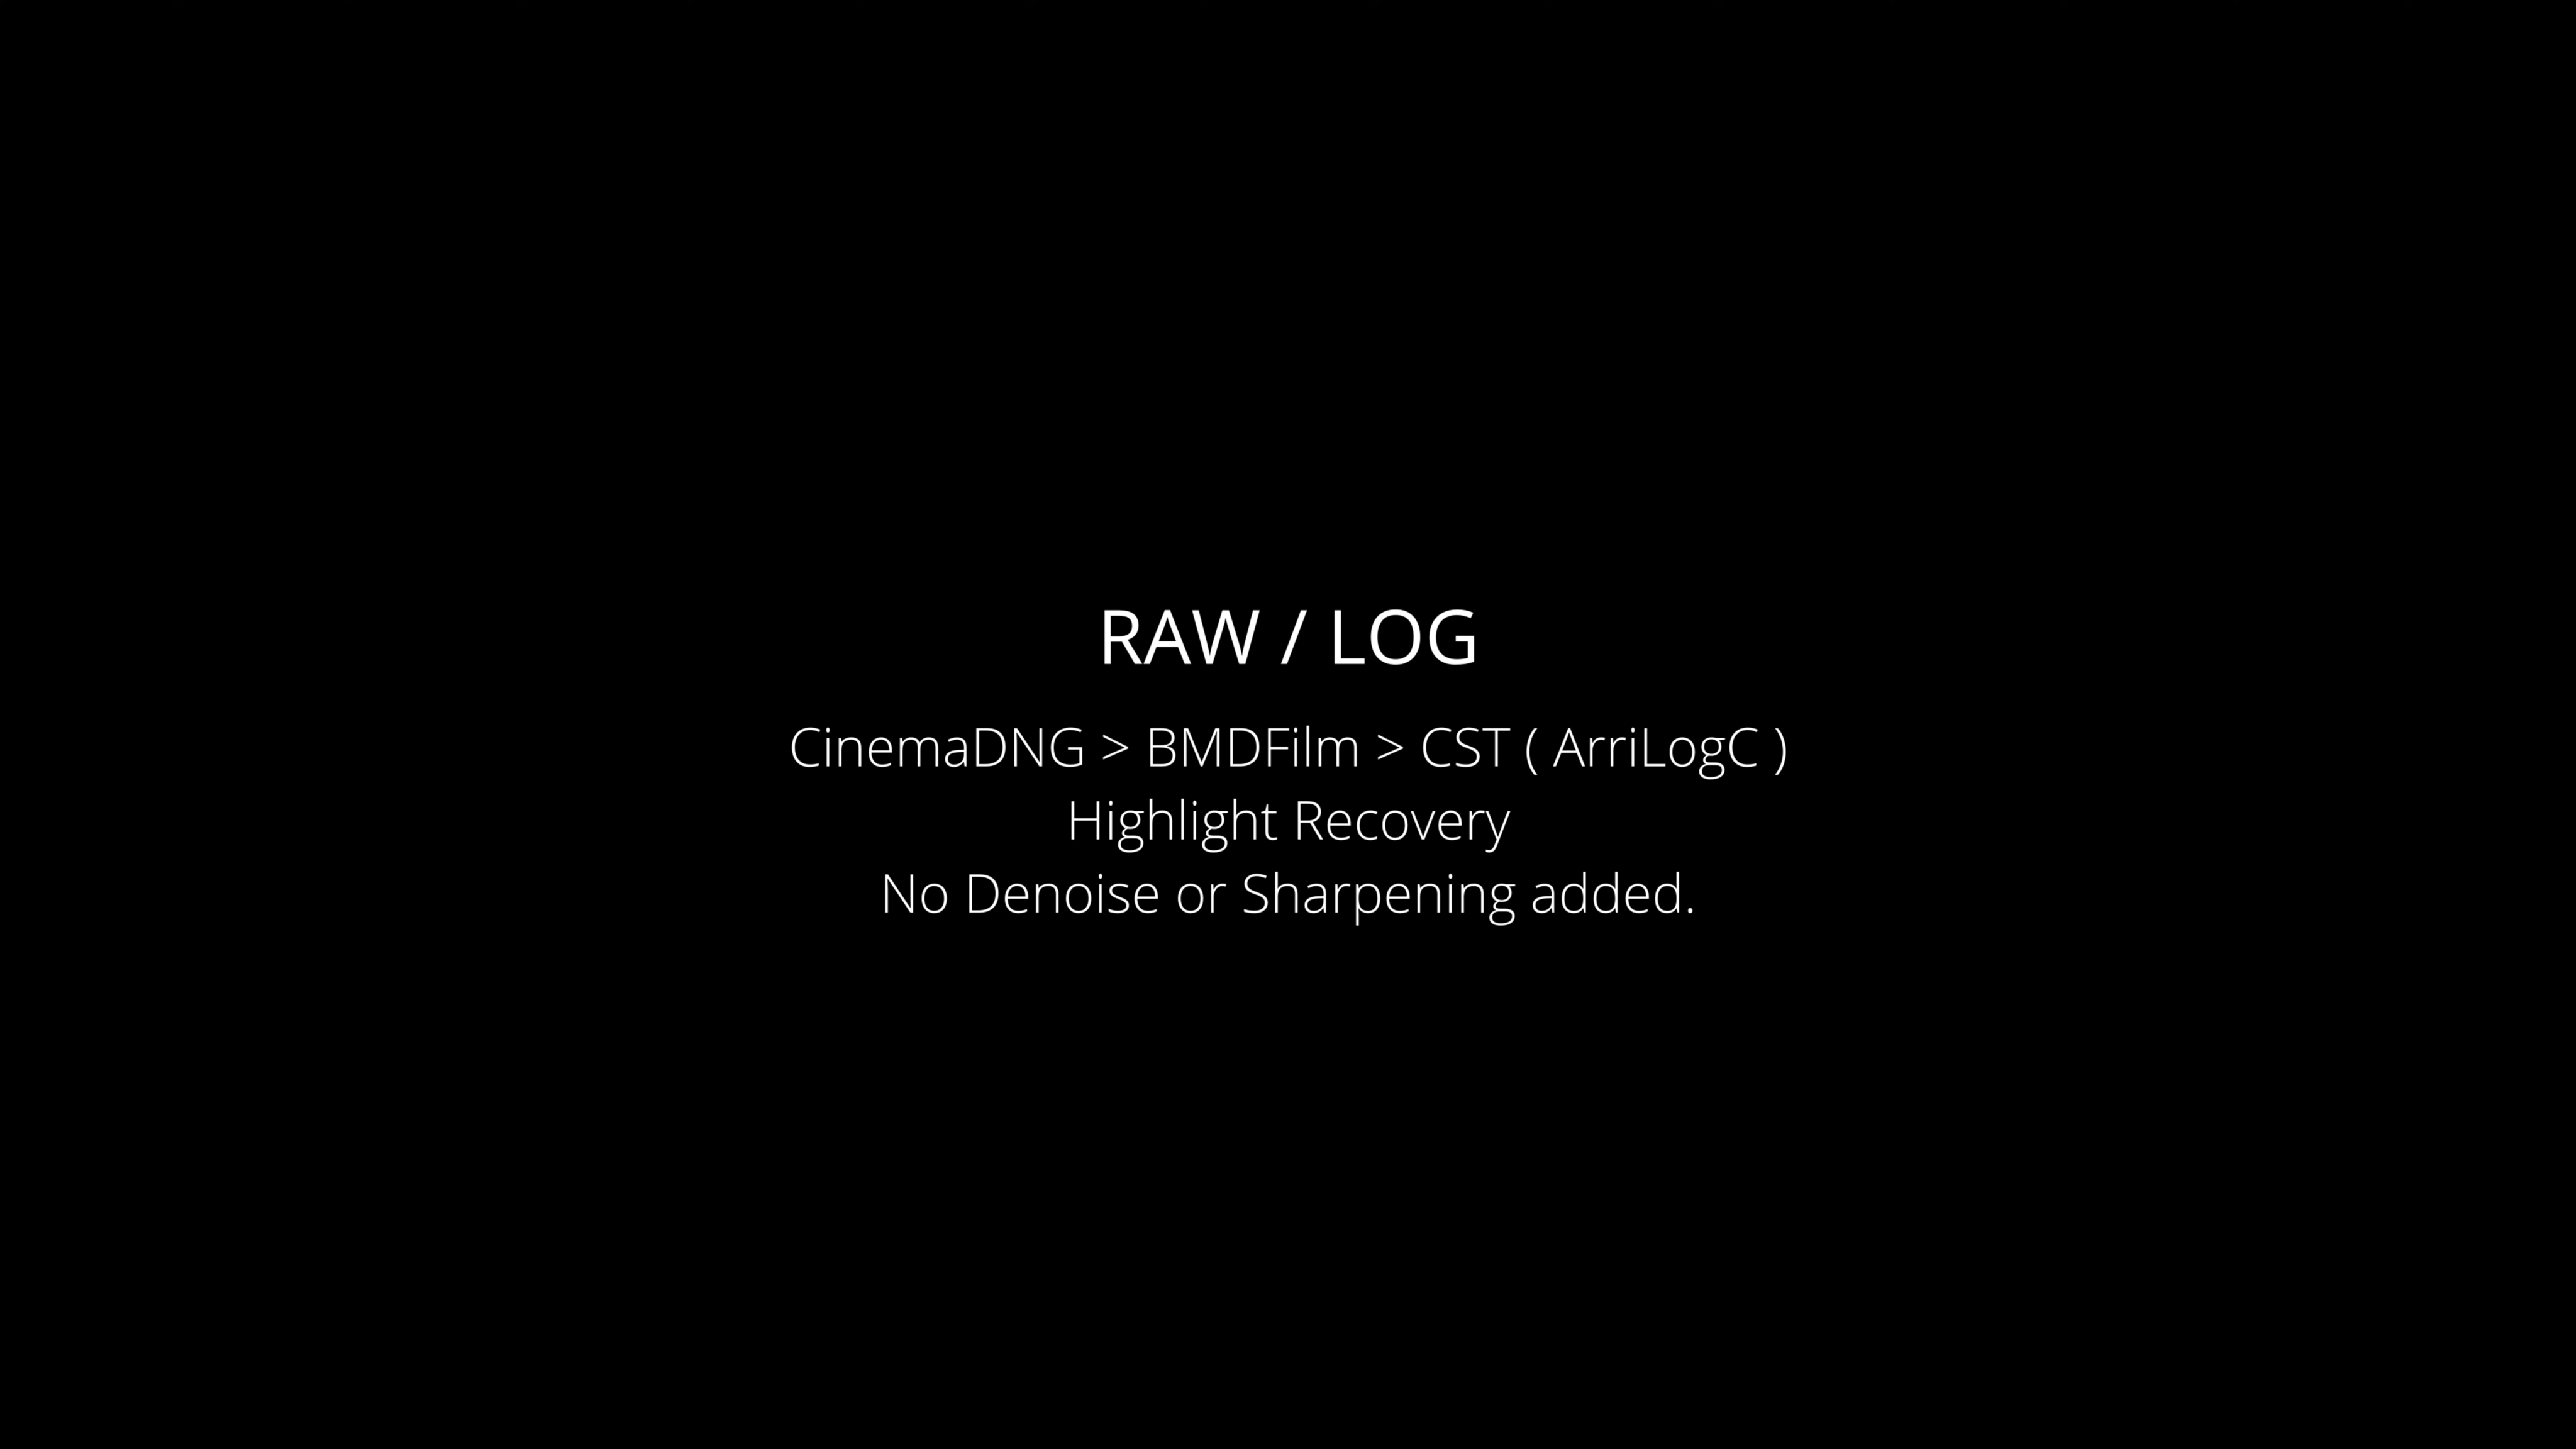 RAW / LOG
CinemaDNG > BMDFilm > CST ( ArriLogC )
Highlight Recovery
No Denoise or Sharpening added.